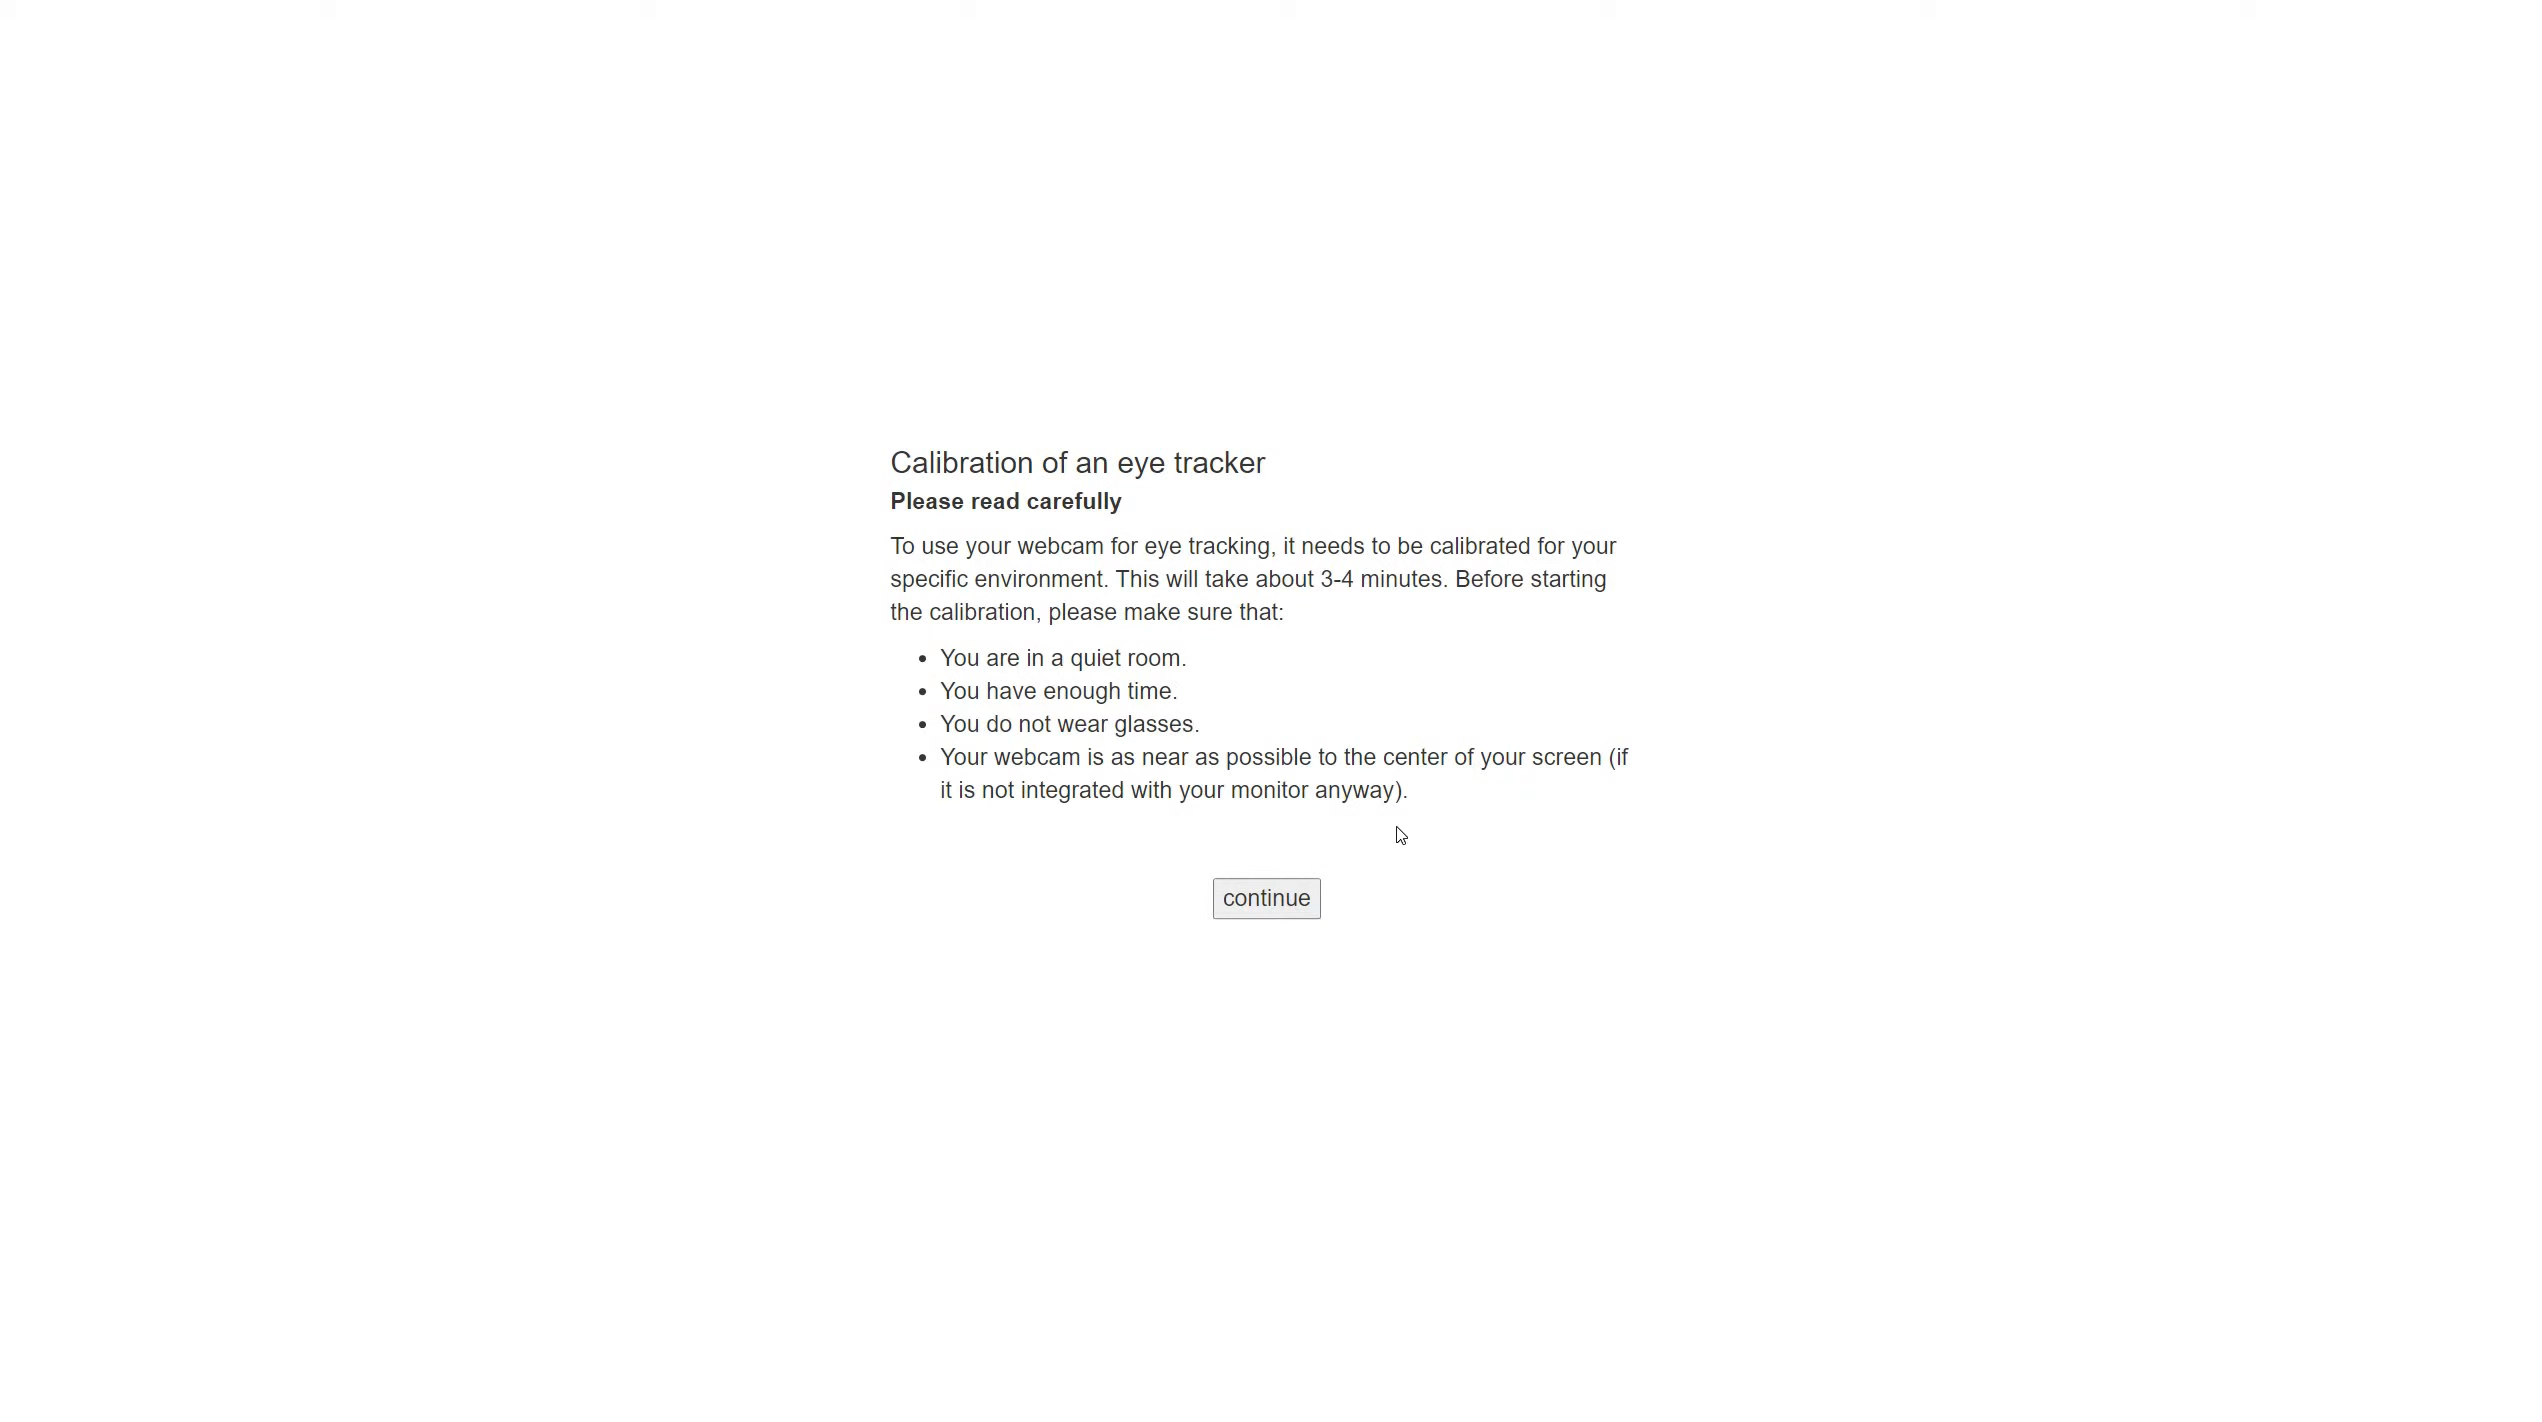 Calibration of an eye tracker
Please read carefully
To use your webcam for eye tracking, it needs to be calibrated for your
specific environment. This will take about 3-4 minutes. Before starting
the calibration, please make sure that:
• You are in a quiet room.
• You have enough time.
• You do not wear glasses.
• Your webcam is as near as possible to the center of your screen (if
it is not integrated with your monitor anyway).
continue